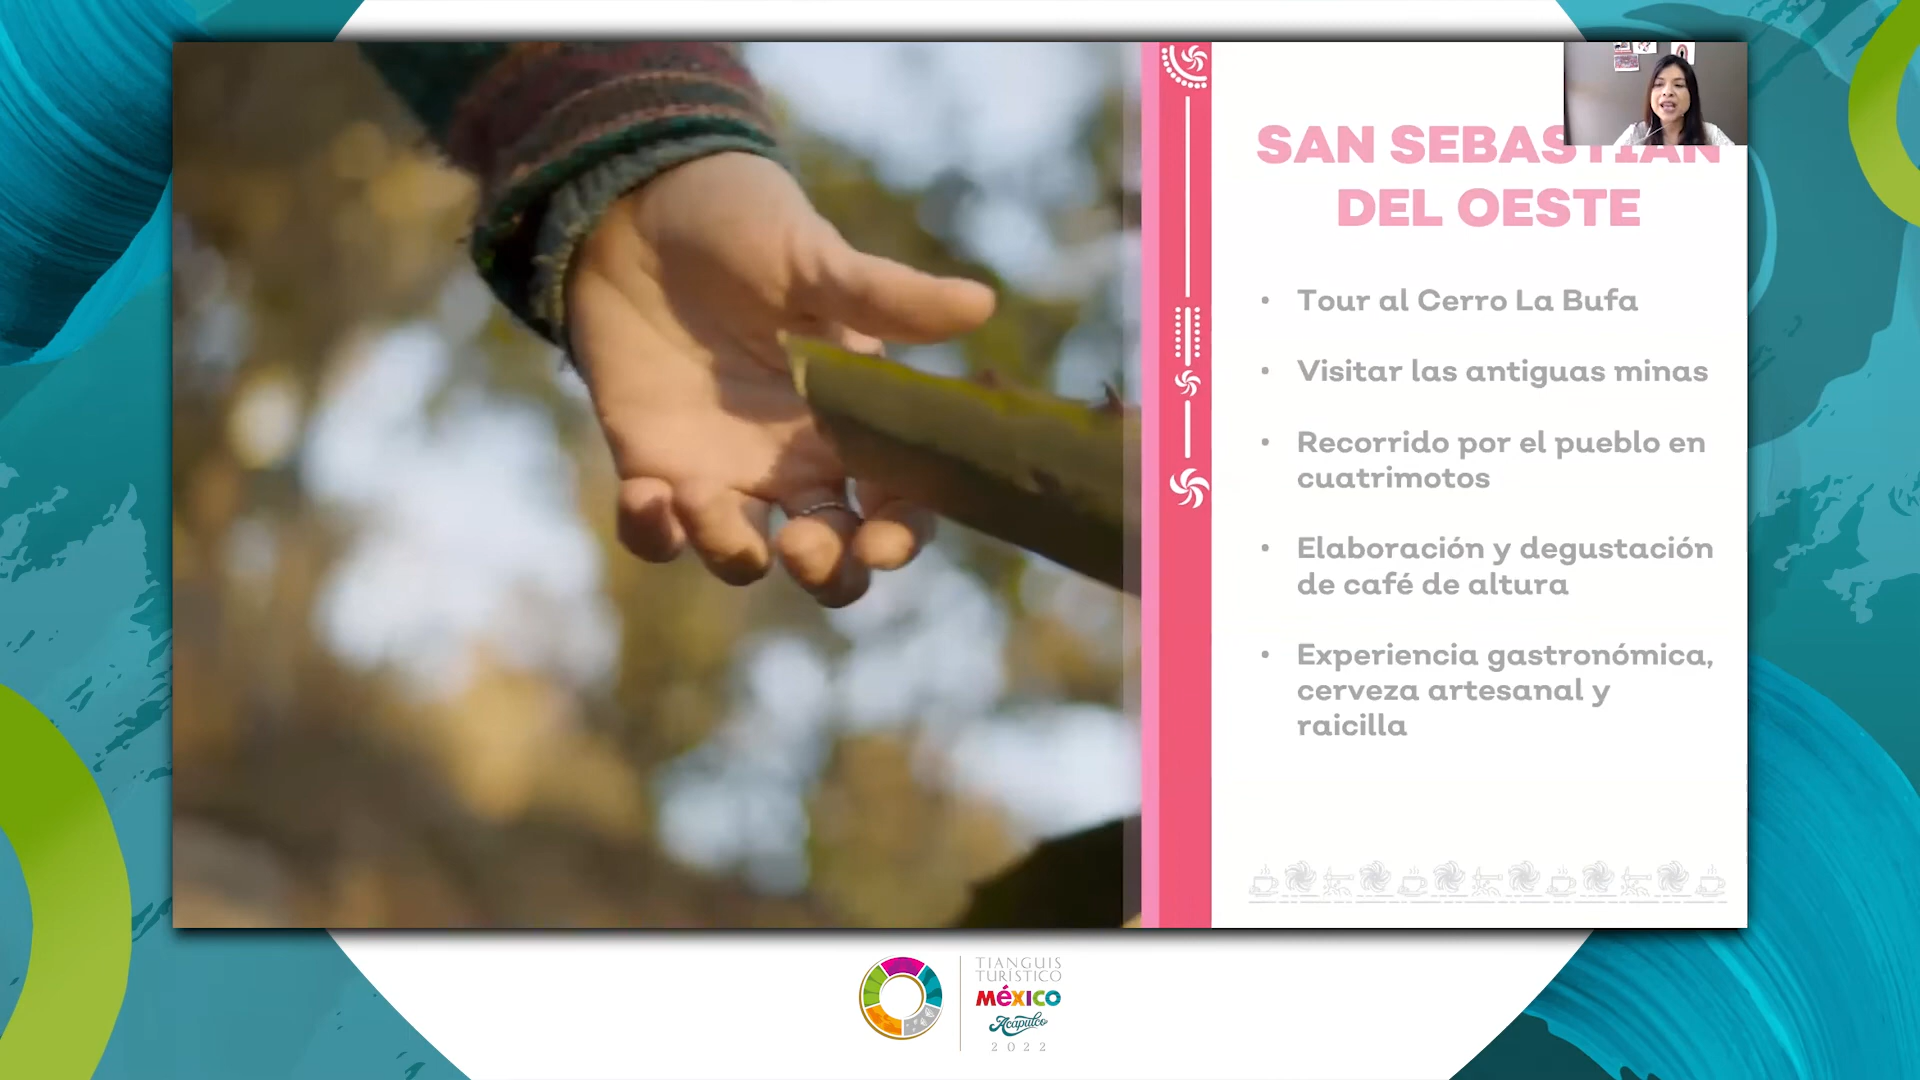 SAN SEBASTIÁN
DEL OESTE
• Tour al Cerro La Bufa
• Visitar las antiguas minas
• Recorrido por el pueblo en
cuatrimotos
• Elaboración y degustación
de café de altura
• Experiencia gastronómica,
cerveza artesanal y
raicilla
TIANGUIS
TURÍSTICO
MÉXICO
Acapulco
2022